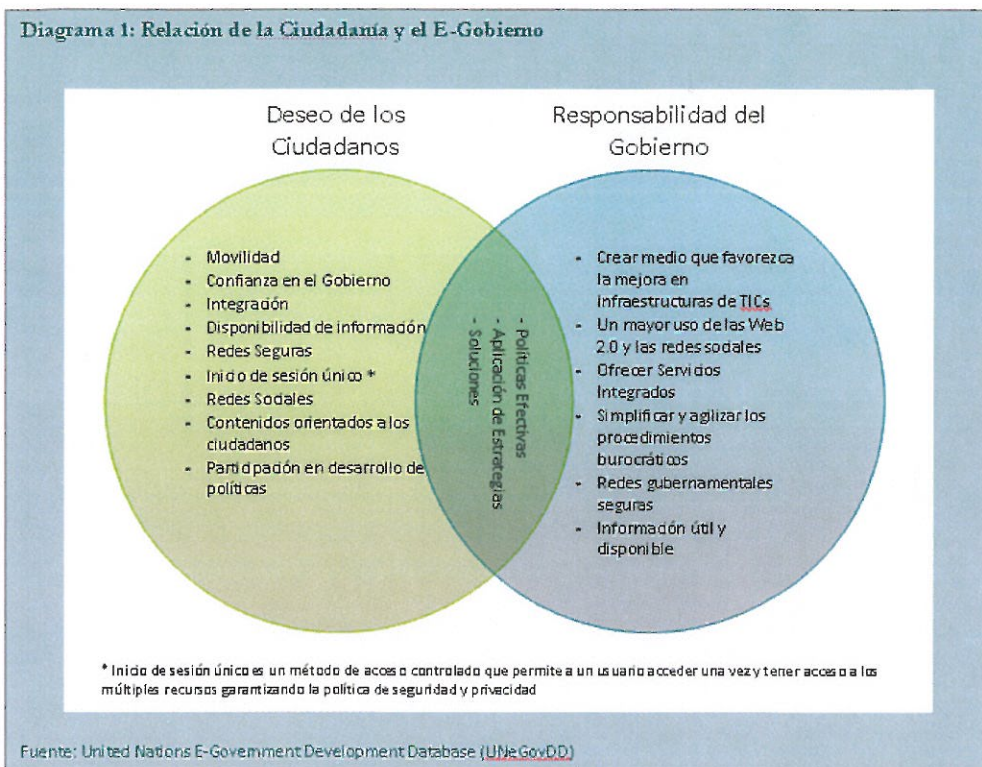 Diagrama 1: Relación de la Ciudadanía y el E-Gobierno
Deseo de los
Ciudadanos
Responsabilidad del
Gobierno
- Movilidad
- Confianza en el Gobierno
- Integración
- Disponibilidad de información
- Redes Seguras
- Inicio de sesión único *
- Redes Sociales
- Contenidos orientados a los
ciudadanos
- Participación en desarrollo de
políticas
- Políticas Efectivas
- Aplicación de Estrategias
- Soluciones
- Crear medio que favorezca
la mejora en
infraestructuras de TICs
- Un mayor uso de las Web
2.0 y las redes sociales
- Ofrecer Servicios
Integrados
- Simplificar y agilizar los
procedimientos
burocráticos
- Redes gubernamentales
seguras
- Información útil y
disponible
* Inicio de sesión único es un método de acceso controlado que permite a un usuario acceder una vez y tener acceso a los
múltiples recursos garantizando la política de seguridad y privacidad
Fuente: United Nations E-Government Development Database (UNeGovDD)